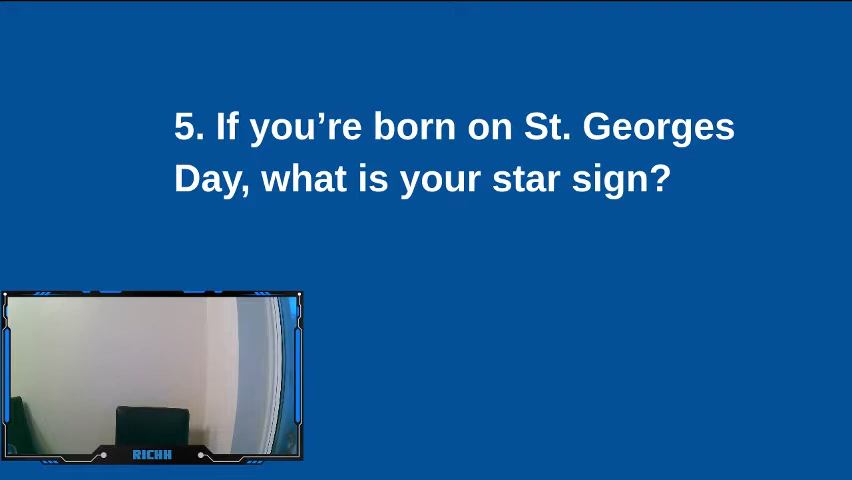 5. If you’re born on St. Georges
Day, what is your star sign?
RICHH